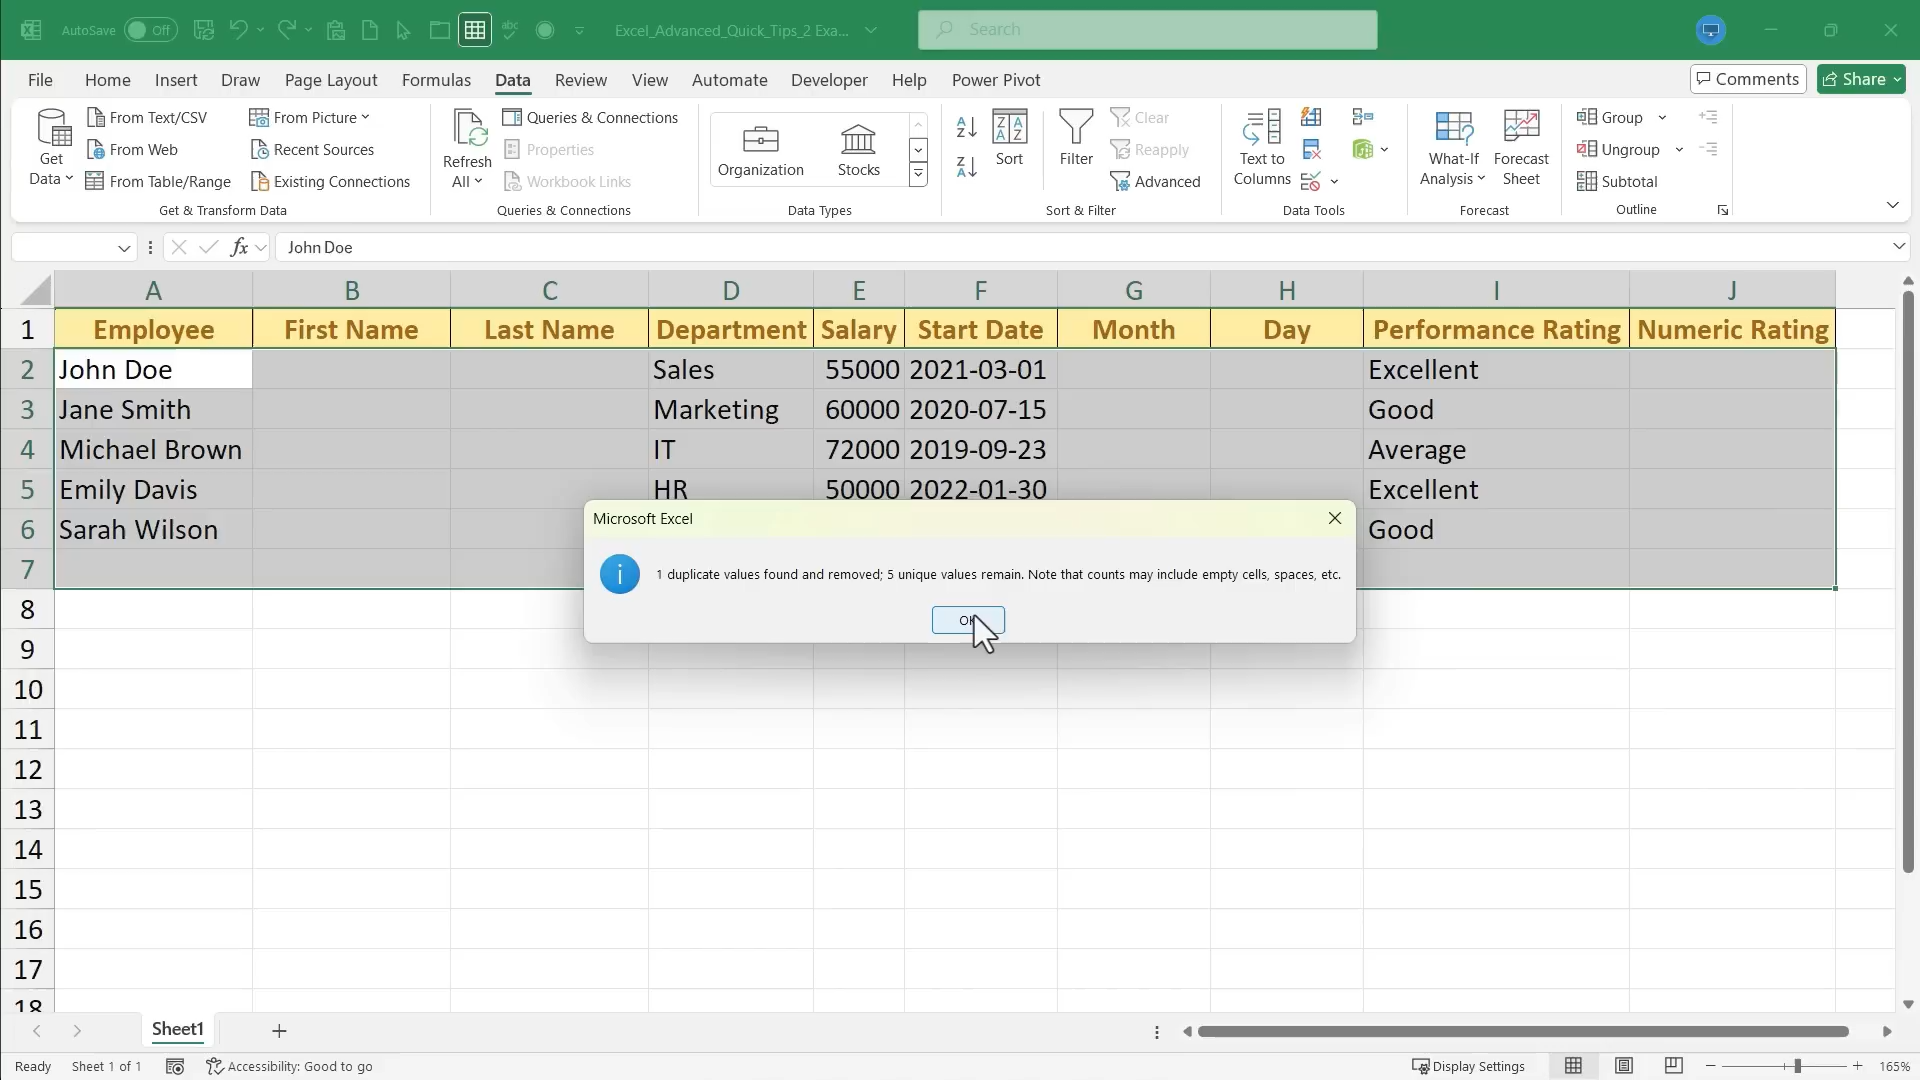 AutoSave Off Excel_Advanced_Quick_Tips_2 Exa... Search
File Home Insert Draw Page Layout Formulas Data Review View Automate Developer Help Power Pivot Comments Share
Get Data
From Text/CSV
From Web
From Table/Range
From Picture
Recent Sources
Existing Connections
Get & Transform Data
Refresh All
Queries & Connections
Properties
Workbook Links
Queries & Connections
Organization Stocks
Data Types
Sort
Filter
Clear
Reapply
Advanced
Sort & Filter
Text to Columns
Data Tools
What-If Analysis
Forecast Sheet
Forecast
Group
Ungroup
Subtotal
Outline
fx John Doe
A B C D E F G H I J
1 Employee First Name Last Name Department Salary Start Date Month Day Performance Rating Numeric Rating
2 John Doe Sales 55000 2021-03-01 Excellent
3 Jane Smith Marketing 60000 2020-07-15 Good
4 Michael Brown IT 72000 2019-09-23 Average
5 Emily Davis HR 50000 2022-01-30 Excellent
6 Sarah Wilson Good
7
Microsoft Excel
1 duplicate values found and removed; 5 unique values remain. Note that counts may include empty cells, spaces, etc.
OK
8
9
10
11
12
13
14
15
16
17
18
Sheet1
Ready Sheet 1 of 1 Accessibility: Good to go Display Settings 165%